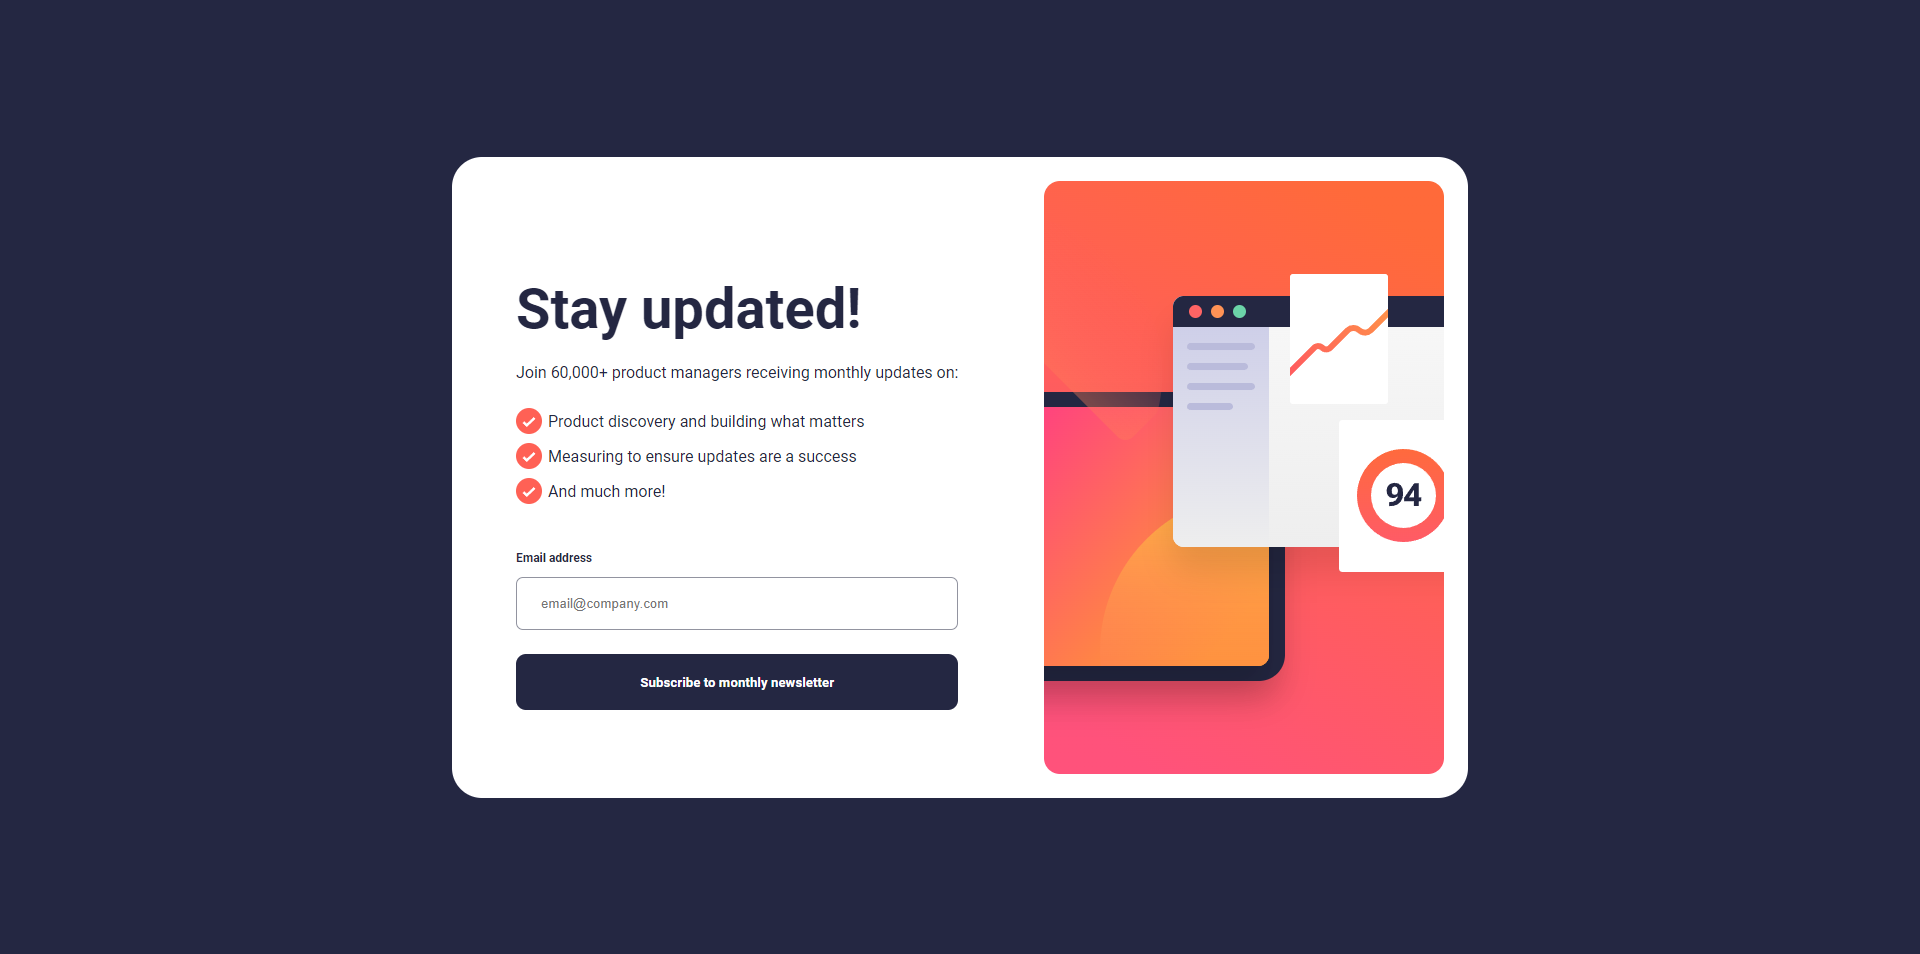 Stay updated!
Join 60,000+ product managers receiving monthly updates on:
Product discovery and building what matters
Measuring to ensure updates are a success
And much more!
Email address
email@company.com
Subscribe to monthly newsletter
94